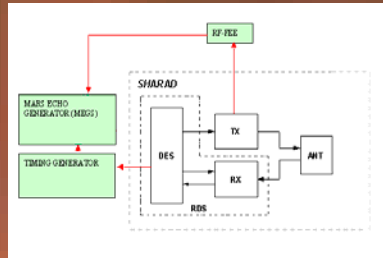 RF-FEE
SHARAD
MARS ECHO
GENERATOR (MEGS)
TX
DES
ANT
TIMING GENERATOR
RX
RDS